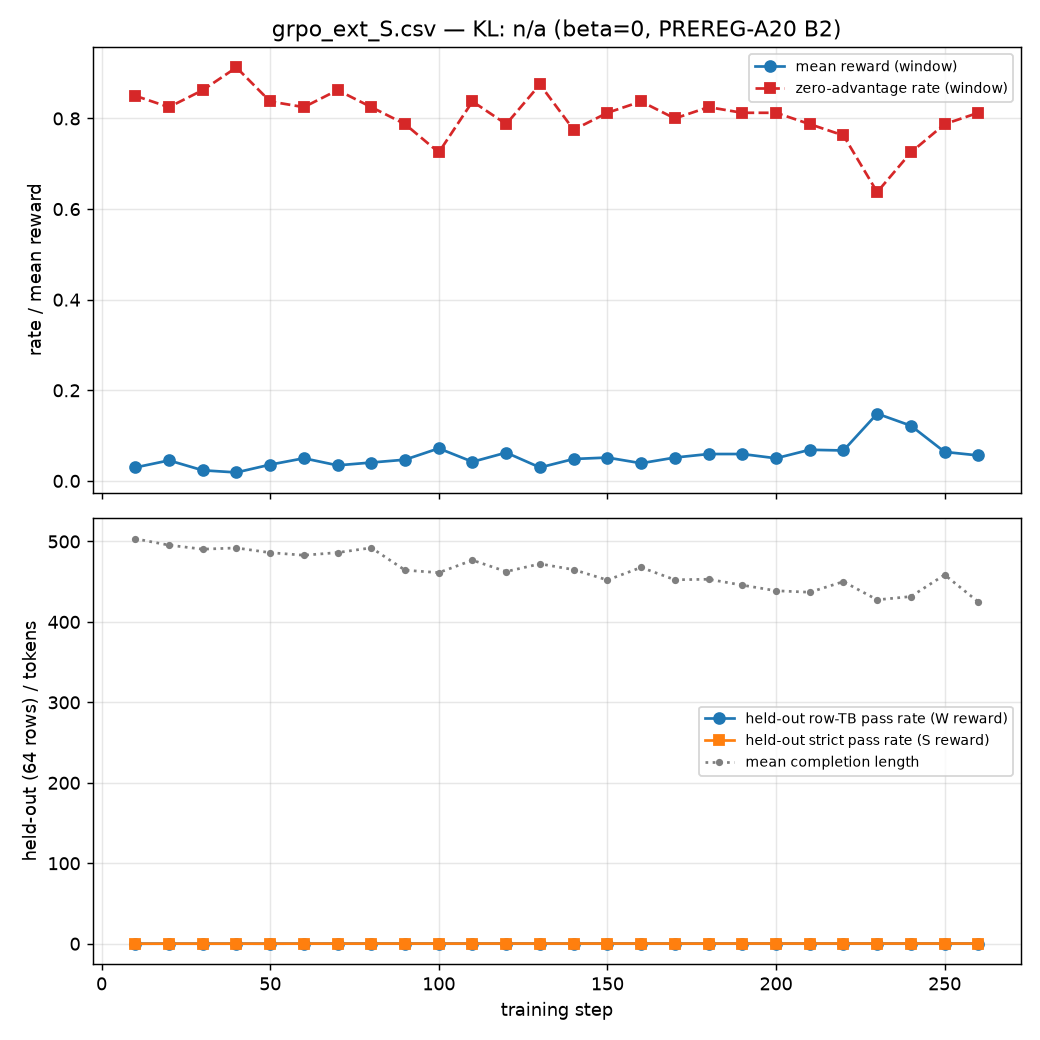 grpo_ext_S.csv — KL: n/a (beta=0, PREREG-A20 B2)
mean reward (window)
zero-advantage rate (window)
rate / mean reward
0.8
0.6
0.4
0.2
0.0
held-out row-TB pass rate (W reward)
held-out strict pass rate (S reward)
mean completion length
held-out (64 rows) / tokens
500
400
300
200
100
0
0 50 100 150 200 250
training step